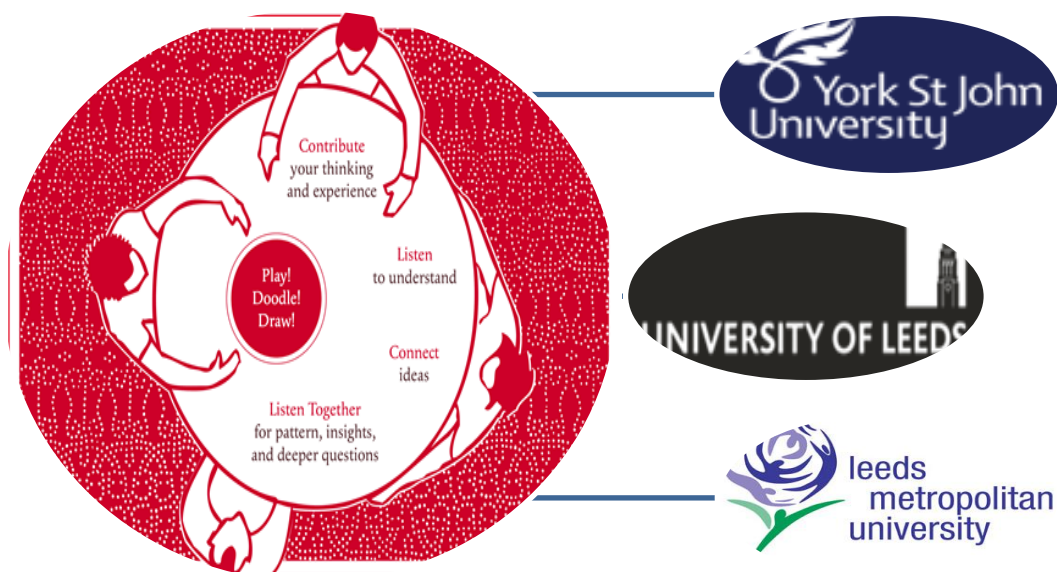 Contribute
your thinking
and experience
Listen
to understand
Play!
Doodle!
Draw!
Connect
ideas
Listen Together
for pattern, insights,
and deeper questions
York St John
University
UNIVERSITY OF LEEDS
leeds
metropolitan
university